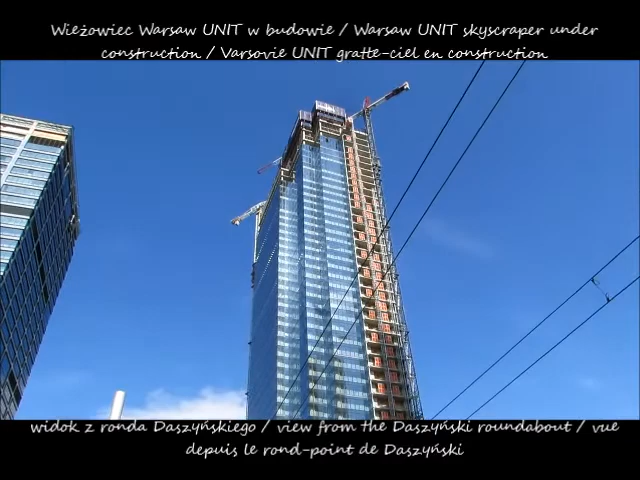 Wieżowiec Warsaw UNIT w budowie / Warsaw UNIT skyscraper under
construction / Varsovie UNIT gratte-ciel en construction
widok z ronda Daszyńskiego / view from the Daszyński roundabout / vue
depuis le rond-point de Daszyński